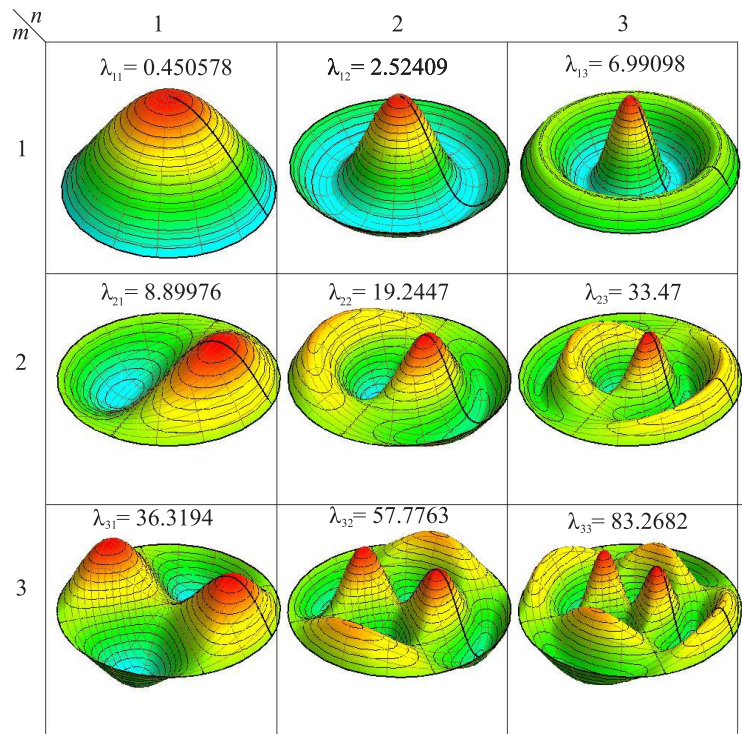 n
m
1 2 3
λ₁₁= 0.450578 λ₁₂= 2.52409 λ₁₃= 6.99098
1
λ₂₁= 8.89976 λ₂₂= 19.2447 λ₂₃= 33.47
2
λ₃₁= 36.3194 λ₃₂= 57.7763 λ₃₃= 83.2682
3